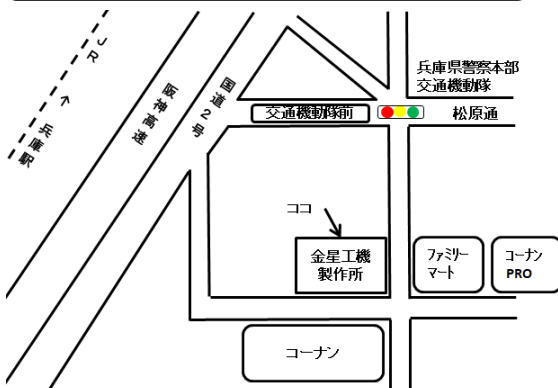 JR ↑ 兵庫駅
阪神高速
国道2号
兵庫県警察本部
交通機動隊
交通機動隊前
松原通
ココ
金星工機
製作所
ファミリー
マート
コーナン
PRO
コーナン